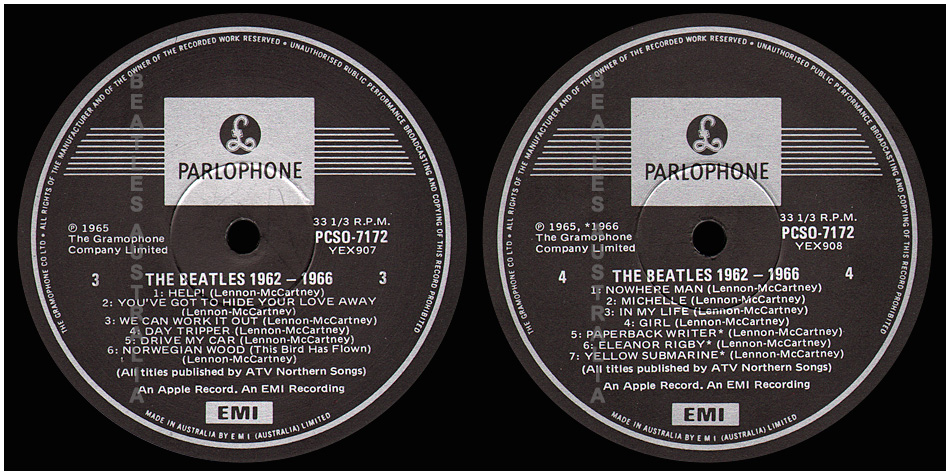 THE GRAMOPHONE CO LTD • ALL RIGHTS OF THE MANUFACTURER AND OF THE OWNER OF THE RECORDED WORK RESERVED • UNAUTHORISED PUBLIC PERFORMANCE BROADCASTING AND COPYING OF THIS RECORD PROHIBITED
£
PARLOPHONE
℗ 1965
The Gramophone
Company Limited
33 1/3 R.P.M.
PCSO-7172
YEX907
3
THE BEATLES 1962 – 1966
3
1: HELP! (Lennon-McCartney)
2: YOU'VE GOT TO HIDE YOUR LOVE AWAY
(Lennon-McCartney)
3: WE CAN WORK IT OUT (Lennon-McCartney)
4: DAY TRIPPER (Lennon-McCartney)
5: DRIVE MY CAR (Lennon-McCartney)
6: NORWEGIAN WOOD (This Bird Has Flown)
(Lennon-McCartney)
(All titles published by ATV Northern Songs)
An Apple Record. An EMI Recording
EMI
MADE IN AUSTRALIA BY E M I (AUSTRALIA) LIMITED
BEATLES AUSTRALIA
THE GRAMOPHONE CO LTD • ALL RIGHTS OF THE MANUFACTURER AND OF THE OWNER OF THE RECORDED WORK RESERVED • UNAUTHORISED PUBLIC PERFORMANCE BROADCASTING AND COPYING OF THIS RECORD PROHIBITED
£
PARLOPHONE
℗ 1965, *1966
The Gramophone
Company Limited
33 1/3 R.P.M.
PCSO-7172
YEX908
4
THE BEATLES 1962 – 1966
4
1: NOWHERE MAN (Lennon-McCartney)
2: MICHELLE (Lennon-McCartney)
3: IN MY LIFE (Lennon-McCartney)
4: GIRL (Lennon-McCartney)
5: PAPERBACK WRITER* (Lennon-McCartney)
6: ELEANOR RIGBY* (Lennon-McCartney)
7: YELLOW SUBMARINE* (Lennon-McCartney)
(All titles published by ATV Northern Songs)
An Apple Record. An EMI Recording
EMI
MADE IN AUSTRALIA BY E M I (AUSTRALIA) LIMITED
BEATLES AUSTRALIA